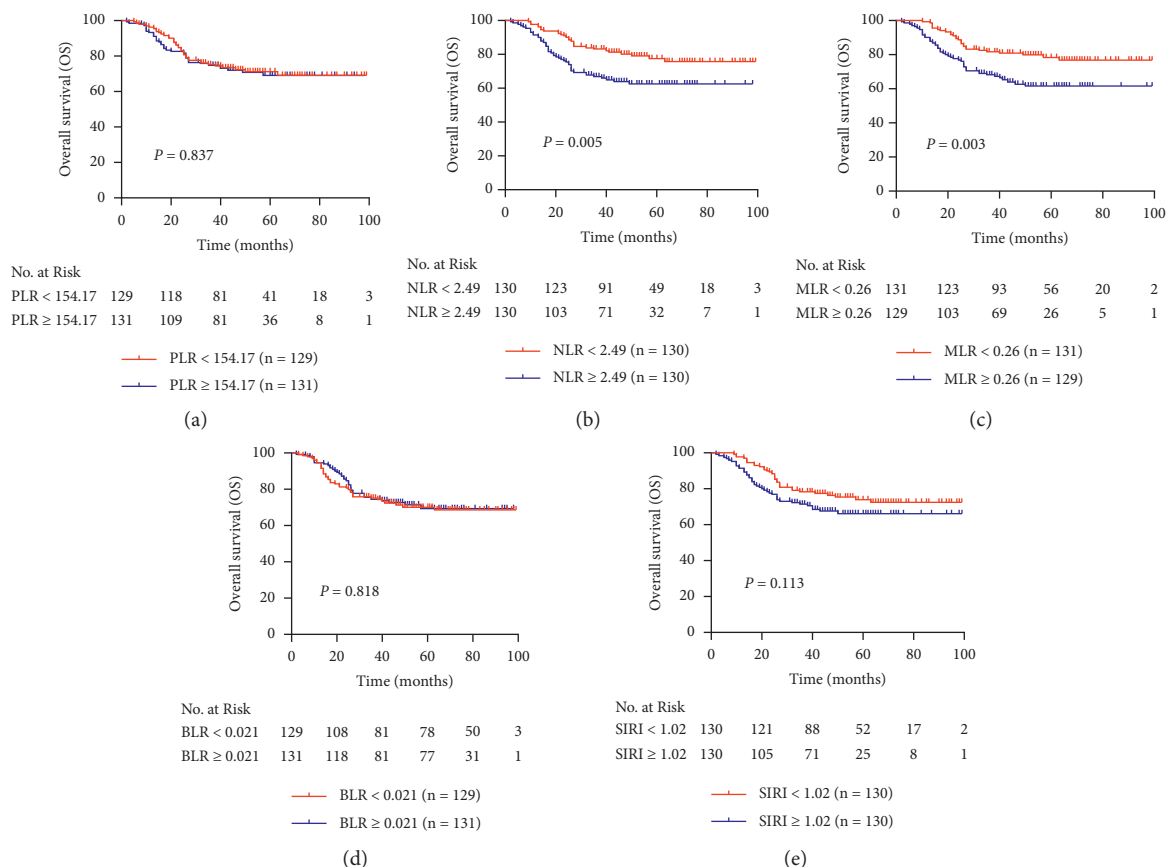 100
80
60
40
20
0
Overall survival (OS)
P = 0.837
0 20 40 60 80 100
Time (months)
No. at Risk
PLR < 154.17 129 118 81 41 18 3
PLR ≥ 154.17 131 109 81 36 8 1
PLR < 154.17 (n = 129)
PLR ≥ 154.17 (n = 131)
(a)
100
80
60
40
20
0
Overall survival (OS)
P = 0.005
0 20 40 60 80 100
Time (months)
No. at Risk
NLR < 2.49 130 123 91 49 18 3
NLR ≥ 2.49 130 103 71 32 7 1
NLR < 2.49 (n = 130)
NLR ≥ 2.49 (n = 130)
(b)
100
80
60
40
20
0
Overall survival (OS)
P = 0.003
0 20 40 60 80 100
Time (months)
No. at Risk
MLR < 0.26 131 123 93 56 20 2
MLR ≥ 0.26 129 103 69 26 5 1
MLR < 0.26 (n = 131)
MLR ≥ 0.26 (n = 129)
(c)
100
80
60
40
20
0
Overall survival (OS)
P = 0.818
0 20 40 60 80 100
Time (months)
No. at Risk
BLR < 0.021 129 108 81 78 50 3
BLR ≥ 0.021 131 118 81 77 31 1
BLR < 0.021 (n = 129)
BLR ≥ 0.021 (n = 131)
(d)
100
80
60
40
20
0
Overall survival (OS)
P = 0.113
0 20 40 60 80 100
Time (months)
No. at Risk
SIRI < 1.02 130 121 88 52 17 2
SIRI ≥ 1.02 130 105 71 25 8 1
SIRI < 1.02 (n = 130)
SIRI ≥ 1.02 (n = 130)
(e)